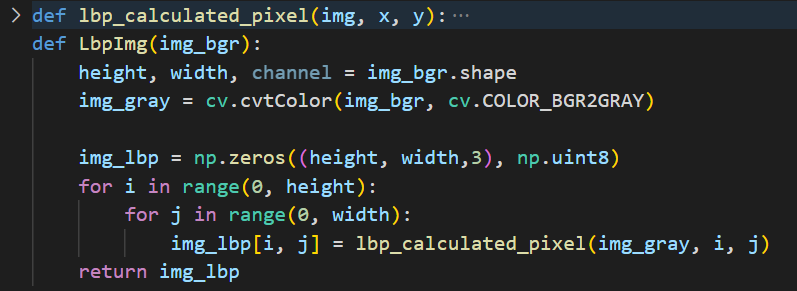 def lbp_calculated_pixel(img, x, y):···
def LbpImg(img_bgr):
    height, width, channel = img_bgr.shape
    img_gray = cv.cvtColor(img_bgr, cv.COLOR_BGR2GRAY)

    img_lbp = np.zeros((height, width,3), np.uint8)
    for i in range(0, height):
        for j in range(0, width):
            img_lbp[i, j] = lbp_calculated_pixel(img_gray, i, j)
    return img_lbp